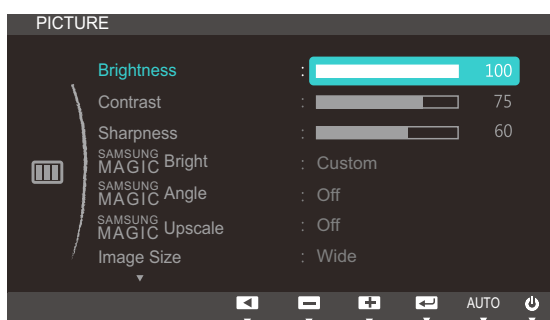 PICTURE
Brightness : 100
Contrast : 75
Sharpness : 60
SAMSUNG MAGIC Bright : Custom
SAMSUNG MAGIC Angle : Off
SAMSUNG MAGIC Upscale : Off
Image Size : Wide
AUTO